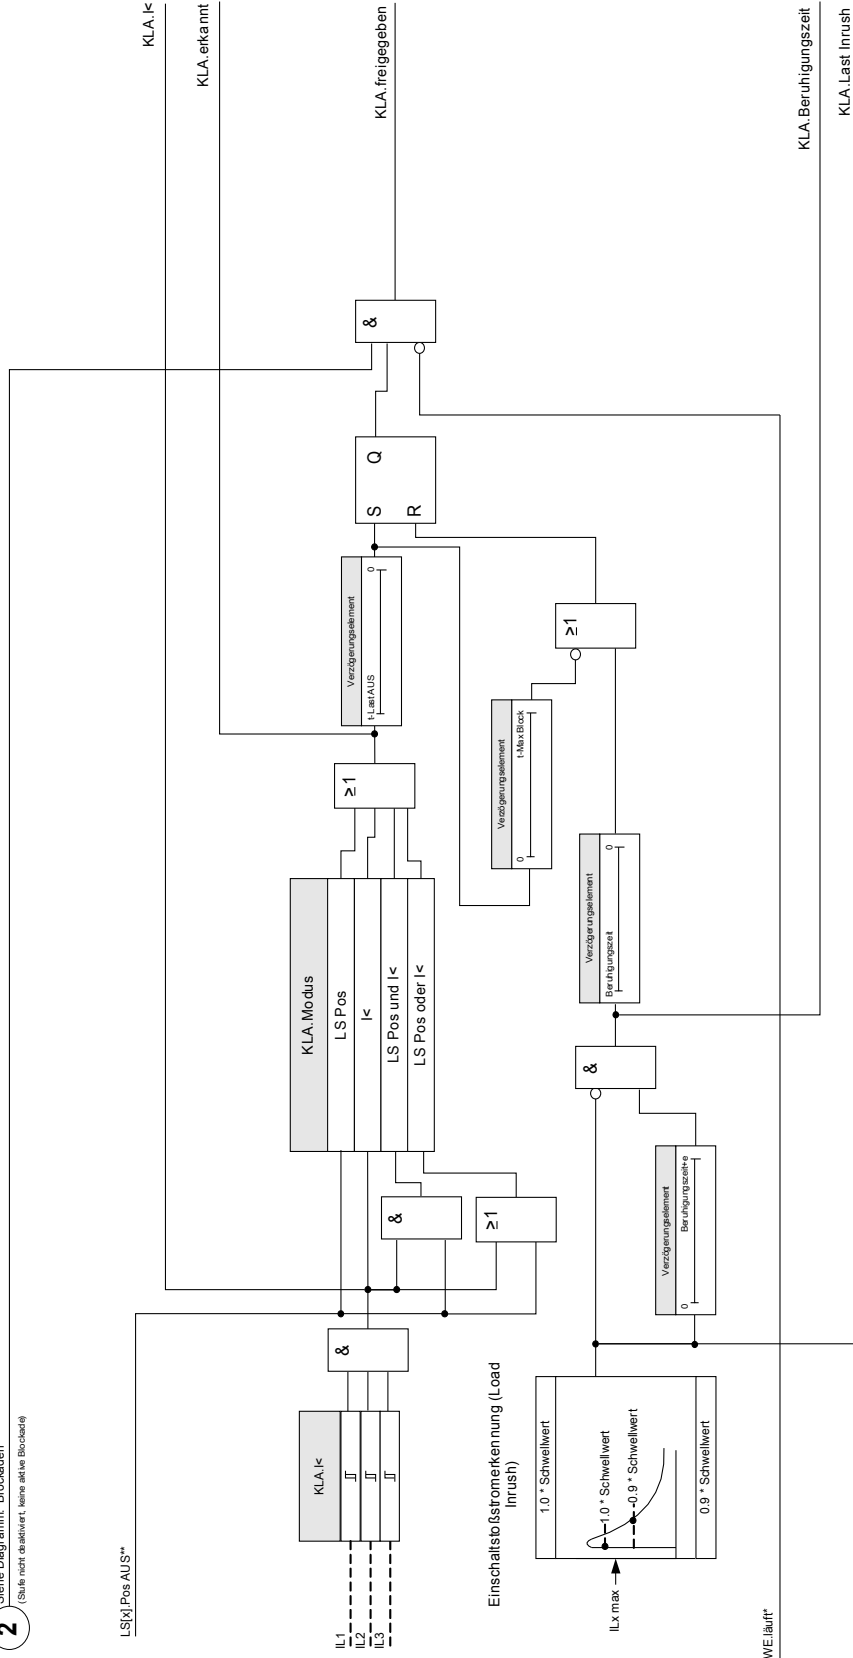 2
Siehe Diagramm: Blockaden
(Stufe nicht deaktiviert, keine aktive Blockade)
KLA.I<
KLA.erkannt
KLA.freigegeben
KLA.Beruhigungszeit
KLA.Last Inrush
LS[x].Pos AUS**
IL1
IL2
IL3
KLA.I<
&
KLA.Modus
LS Pos
I<
LS Pos und I<
LS Pos oder I<
&
≥1
≥1
Verzögerungselement
t-LastAUS
0
S
R
Q
&
Verzögerungselement
0
t-Max Block
≥1
Einschaltstoßstromerkennung (Load
Inrush)
1.0 * Schwellwert
1.0 * Schwellwert
0.9 * Schwellwert
0.9 * Schwellwert
ILx max
Verzögerungselement
0
Beruhigungszeit+e
&
Verzögerungselement
Beruhigungszeit
0
WE.läuft*